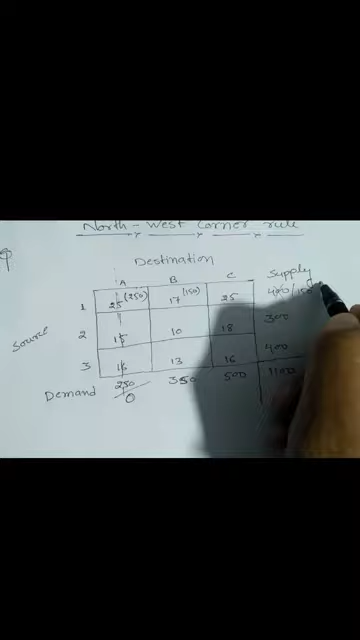 North-West Corner rule
Destination
A B C Supply
1 25 (250) 17 (150) 25 400/150
Source
2 15 10 18 300
3 16 13 16 400
Demand 250 350 500 1100
0